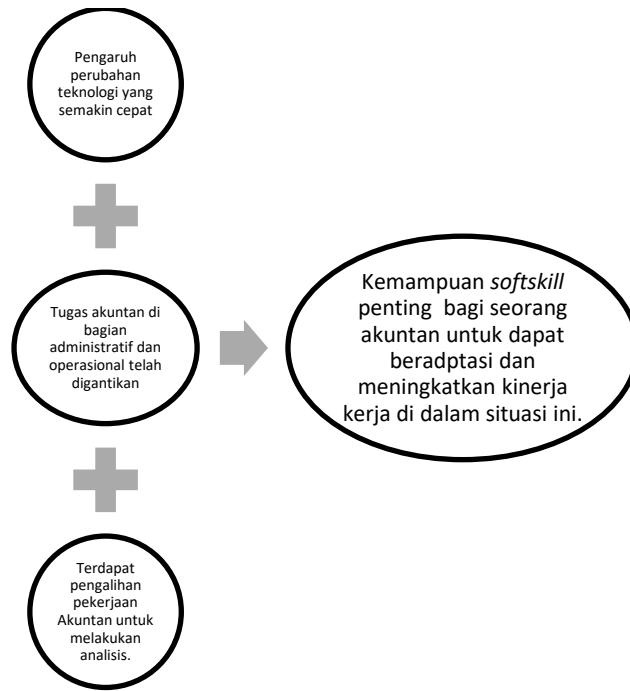 Pengaruh
perubahan
teknologi yang
semakin cepat
Tugas akuntan di
bagian
administratif dan
operasional telah
digantikan
Terdapat
pengalihan
pekerjaan
Akuntan untuk
melakukan
analisis.
Kemampuan softskill
penting bagi seorang
akuntan untuk dapat
beradptasi dan
meningkatkan kinerja
kerja di dalam situasi ini.